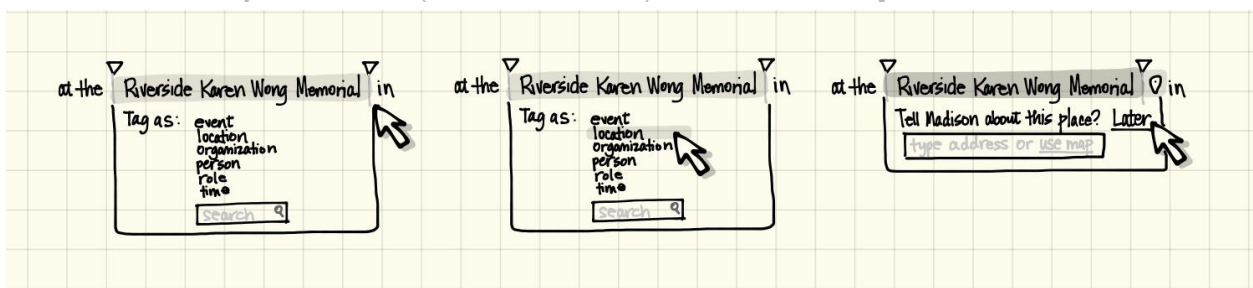 at the Riverside Karen Wong Memorial in
Tag as: event
location
organization
person
role
time
search
at the Riverside Karen Wong Memorial in
Tag as: event
location
organization
person
role
time
search
at the Riverside Karen Wong Memorial in
Tell Madison about this place? Later
type address or use map